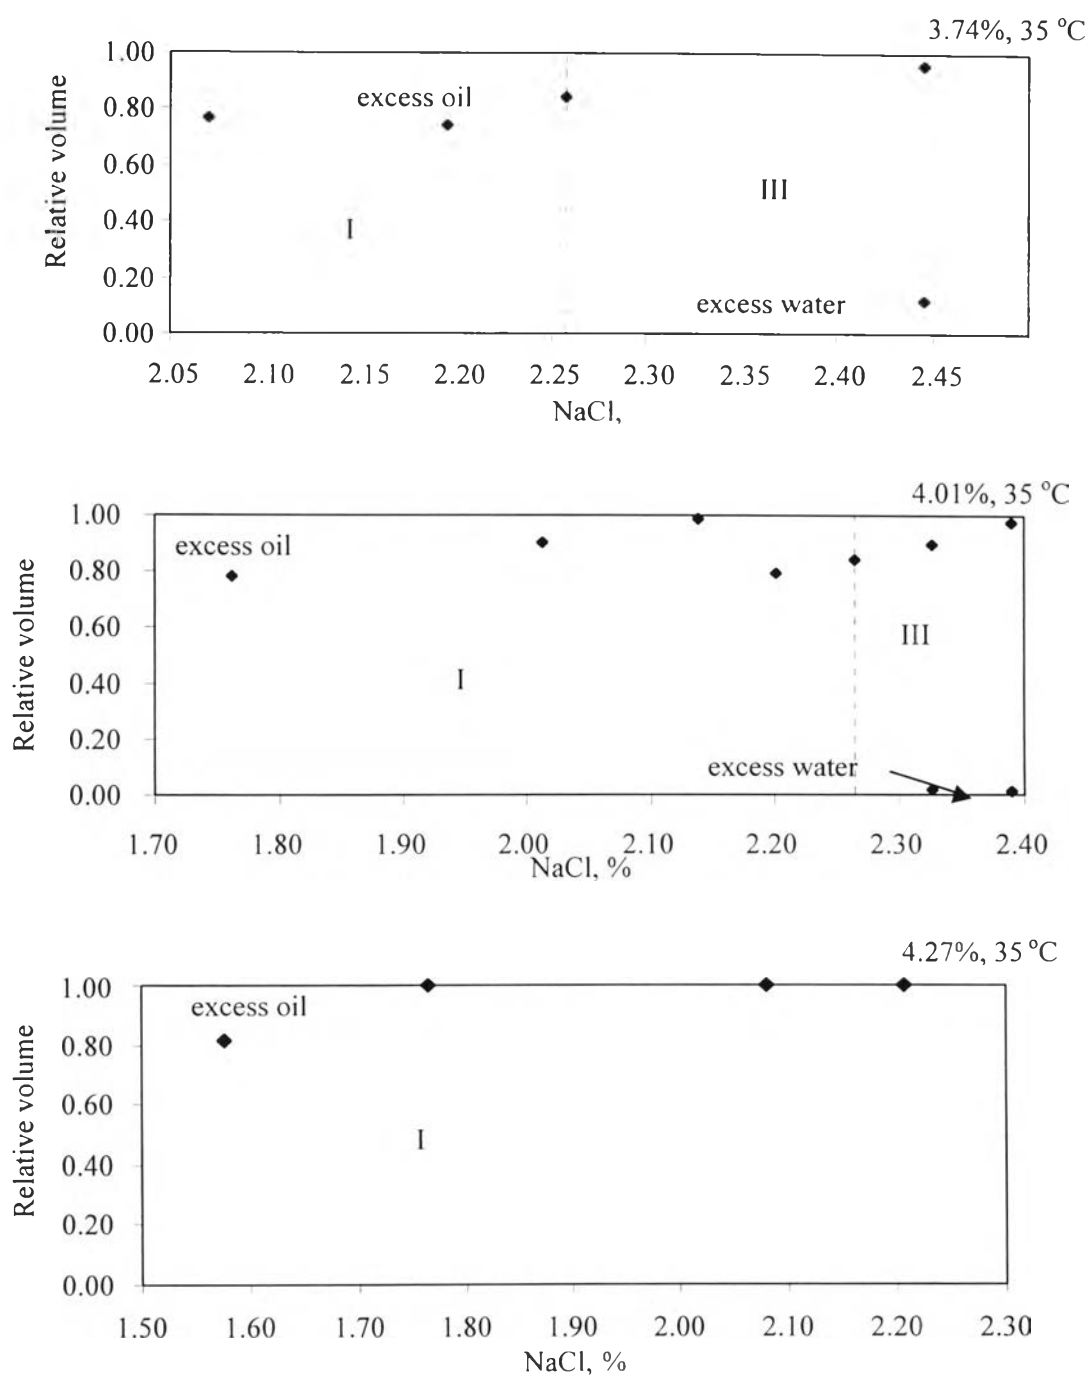 3.74%, 35 °C
Relative volume
1.00
0.80
0.60
0.40
0.20
0.00
excess oil
I
III
excess water
2.05 2.10 2.15 2.20 2.25 2.30 2.35 2.40 2.45
NaCl,
4.01%, 35 °C
Relative volume
1.00
0.80
0.60
0.40
0.20
0.00
excess oil
I
III
excess water
1.70 1.80 1.90 2.00 2.10 2.20 2.30 2.40
NaCl, %
4.27%, 35 °C
Relative volume
1.00
0.80
0.60
0.40
0.20
0.00
excess oil
I
1.50 1.60 1.70 1.80 1.90 2.00 2.10 2.20 2.30
NaCl, %